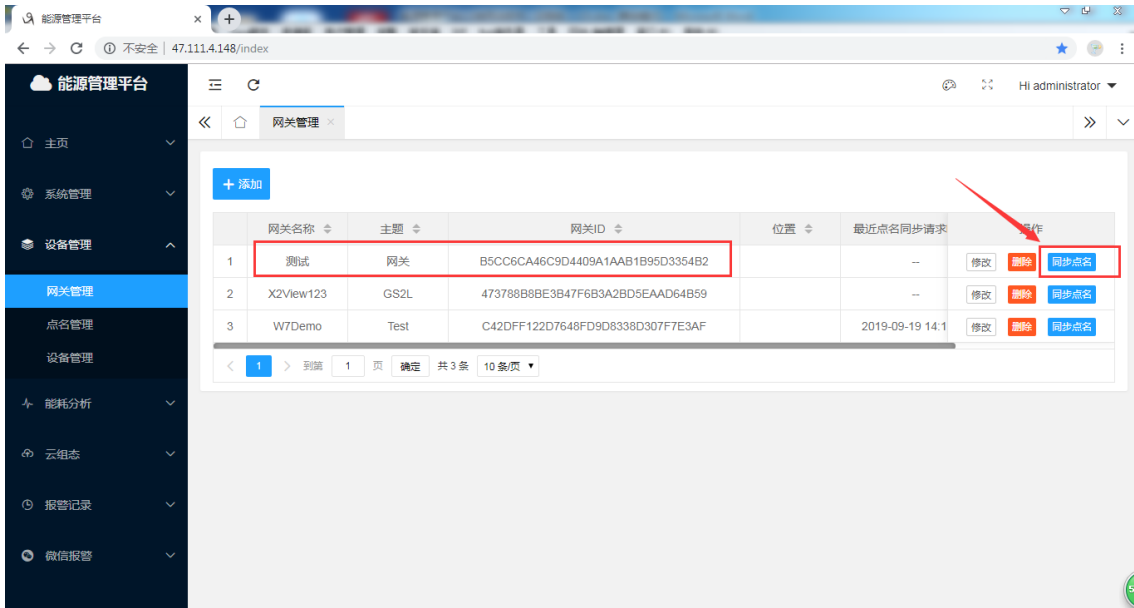 能源管理平台
不安全 | 47.111.4.148/index
能源管理平台
Hi administrator
网关管理
主页
系统管理
设备管理
网关管理
点名管理
设备管理
能耗分析
云组态
报警记录
微信报警
添加
网关名称 主题 网关ID 位置 最近点名同步请求 操作
1 测试 网关 B5CC6CA46C9D4409A1AAB1B95D3354B2 -- 修改 删除 同步点名
2 X2View123 GS2L 473788B8BE3B47F6B3A2BD5EAAD64B59 -- 修改 删除 同步点名
3 W7Demo Test C42DFF122D7648FD9D8338D307F7E3AF 2019-09-19 14:1 修改 删除 同步点名
1 到第 1 页 确定 共 3 条 10 条/页